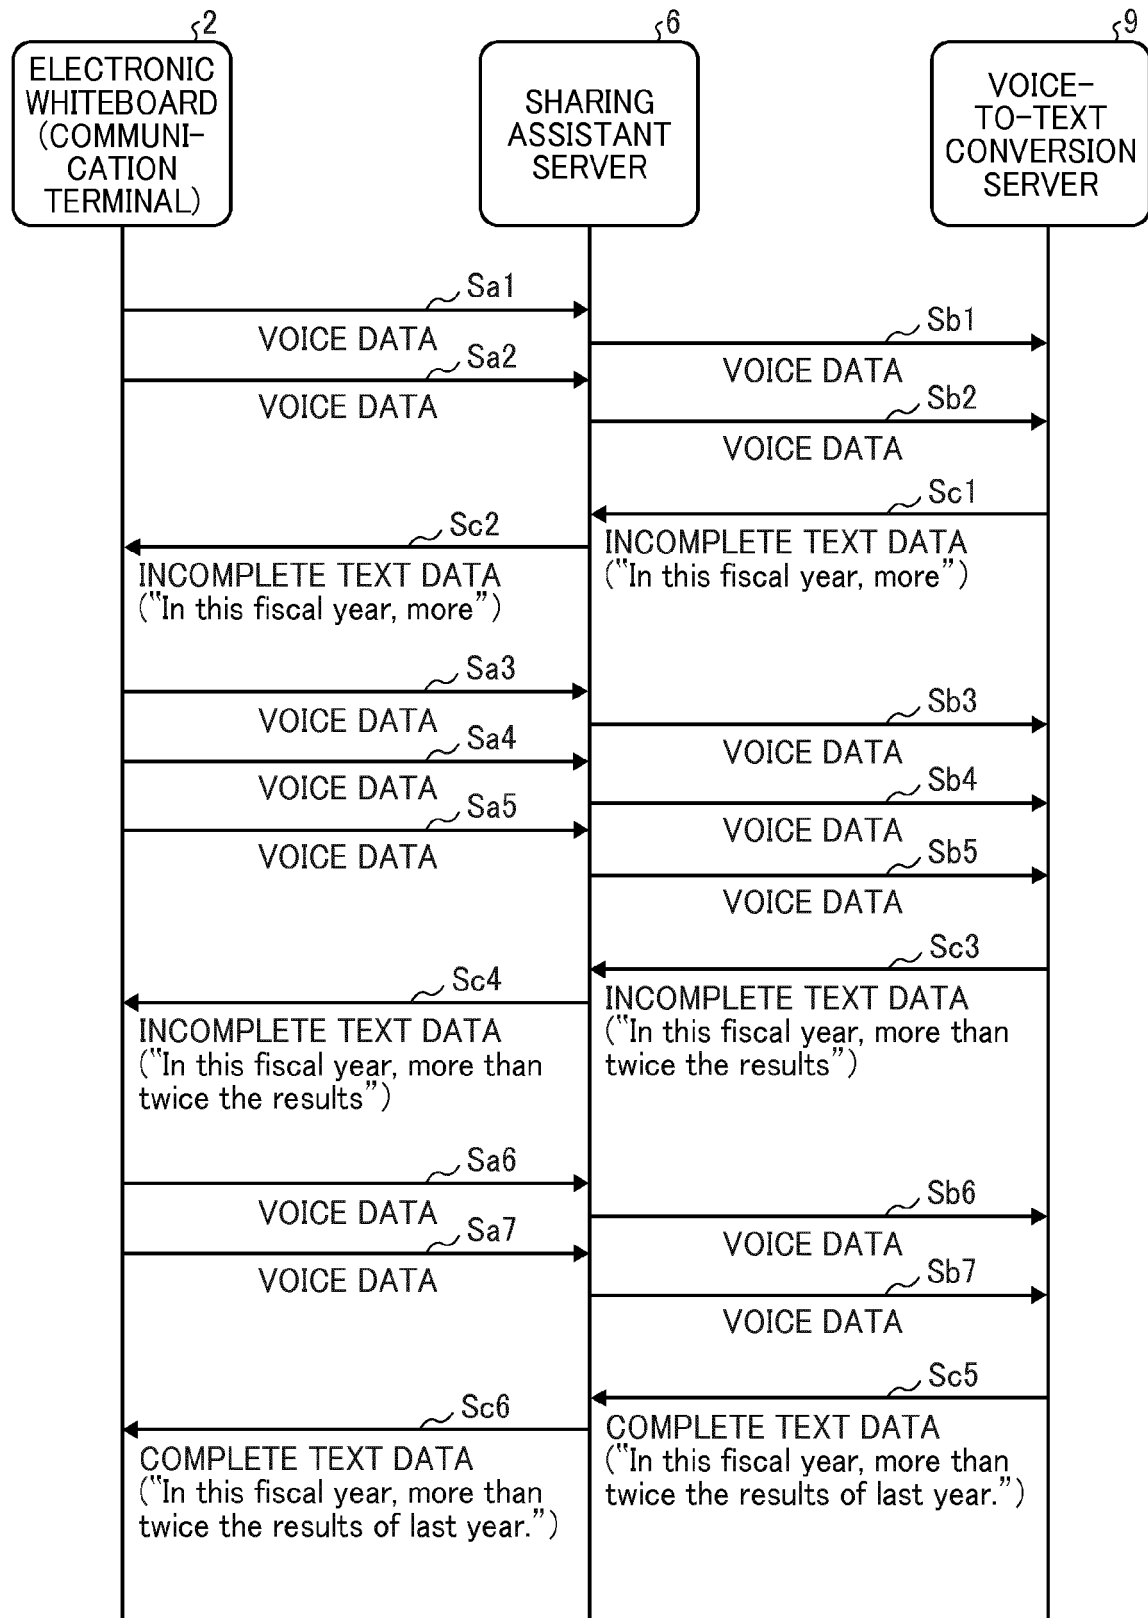 2
ELECTRONIC
WHITEBOARD
(COMMUNI-
CATION
TERMINAL)
6
SHARING
ASSISTANT
SERVER
9
VOICE-
TO-TEXT
CONVERSION
SERVER
Sa1
VOICE DATA
Sb1
VOICE DATA
Sa2
VOICE DATA
Sb2
VOICE DATA
Sc1
INCOMPLETE TEXT DATA
("In this fiscal year, more")
Sc2
INCOMPLETE TEXT DATA
("In this fiscal year, more")
Sa3
VOICE DATA
Sb3
VOICE DATA
Sa4
VOICE DATA
Sb4
VOICE DATA
Sa5
VOICE DATA
Sb5
VOICE DATA
Sc3
INCOMPLETE TEXT DATA
("In this fiscal year, more than
twice the results")
Sc4
INCOMPLETE TEXT DATA
("In this fiscal year, more than
twice the results")
Sa6
VOICE DATA
Sb6
VOICE DATA
Sa7
VOICE DATA
Sb7
VOICE DATA
Sc5
COMPLETE TEXT DATA
("In this fiscal year, more than
twice the results of last year.")
Sc6
COMPLETE TEXT DATA
("In this fiscal year, more than
twice the results of last year.")